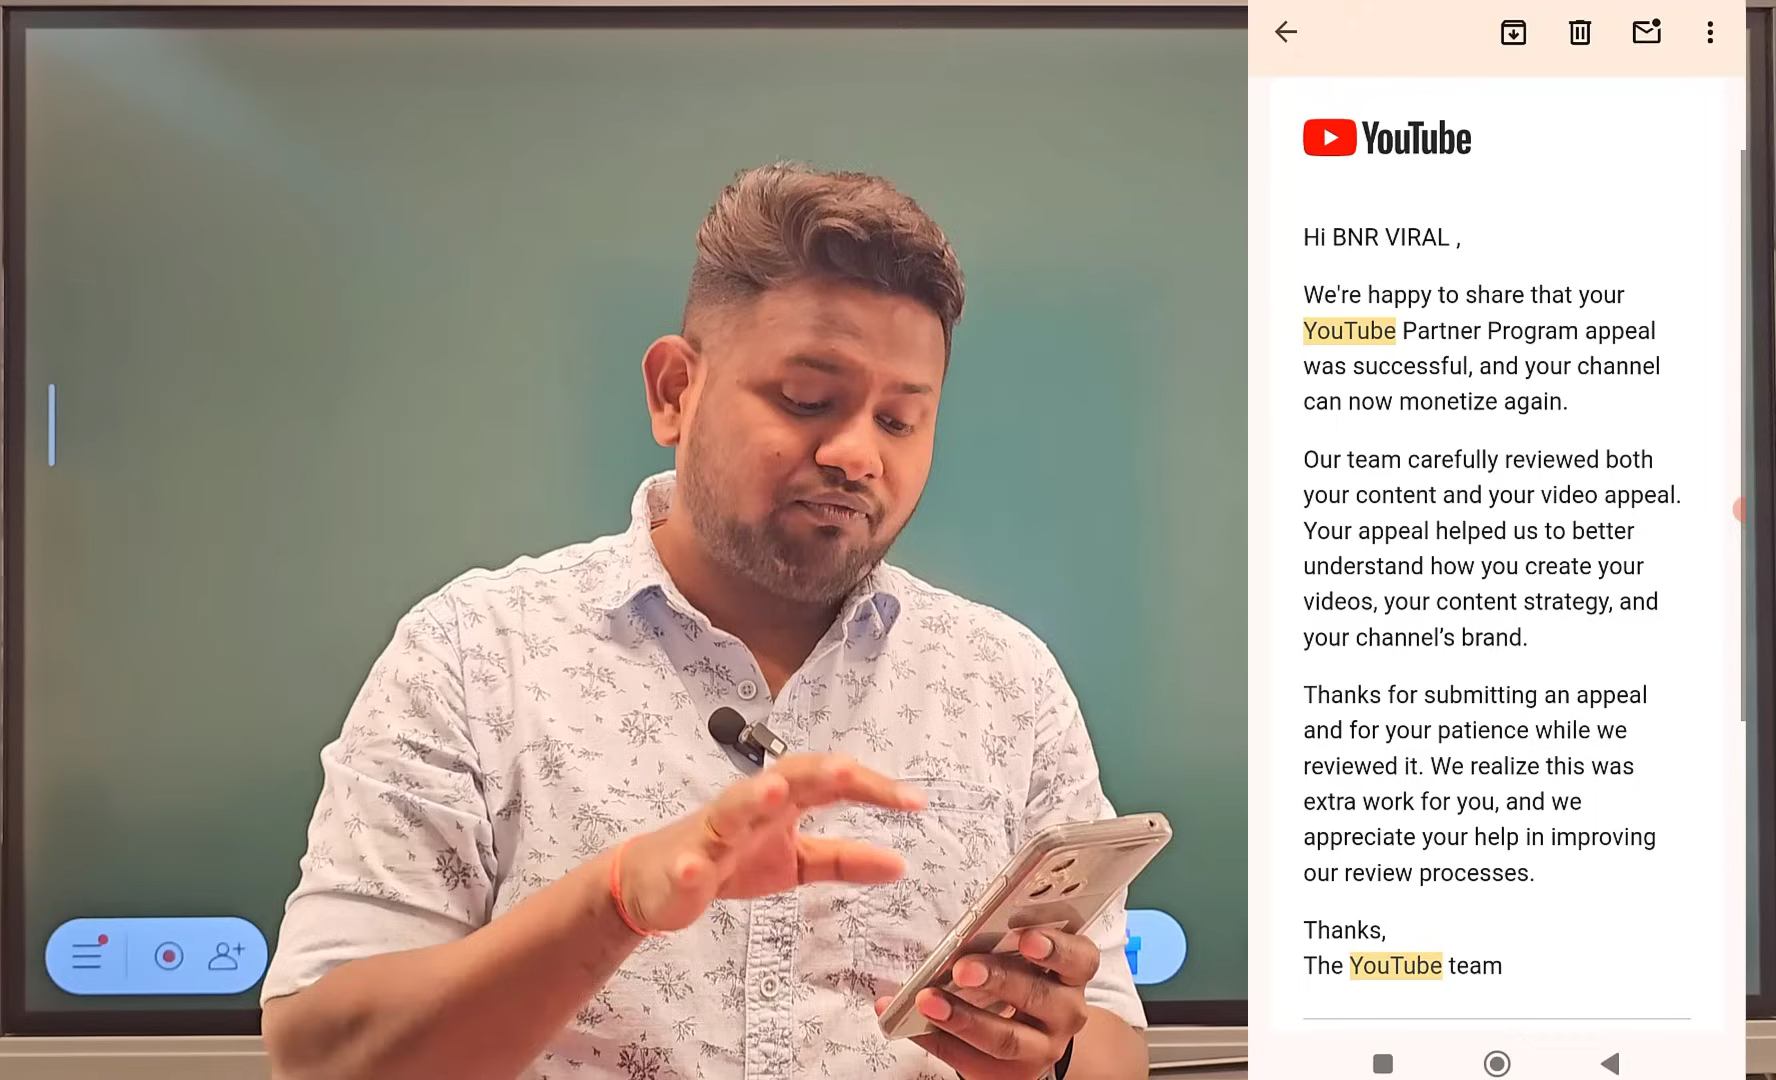 YouTube
Hi BNR VIRAL ,
We're happy to share that your
YouTube Partner Program appeal
was successful, and your channel
can now monetize again.
Our team carefully reviewed both
your content and your video appeal.
Your appeal helped us to better
understand how you create your
videos, your content strategy, and
your channel’s brand.
Thanks for submitting an appeal
and for your patience while we
reviewed it. We realize this was
extra work for you, and we
appreciate your help in improving
our review processes.
Thanks,
The YouTube team